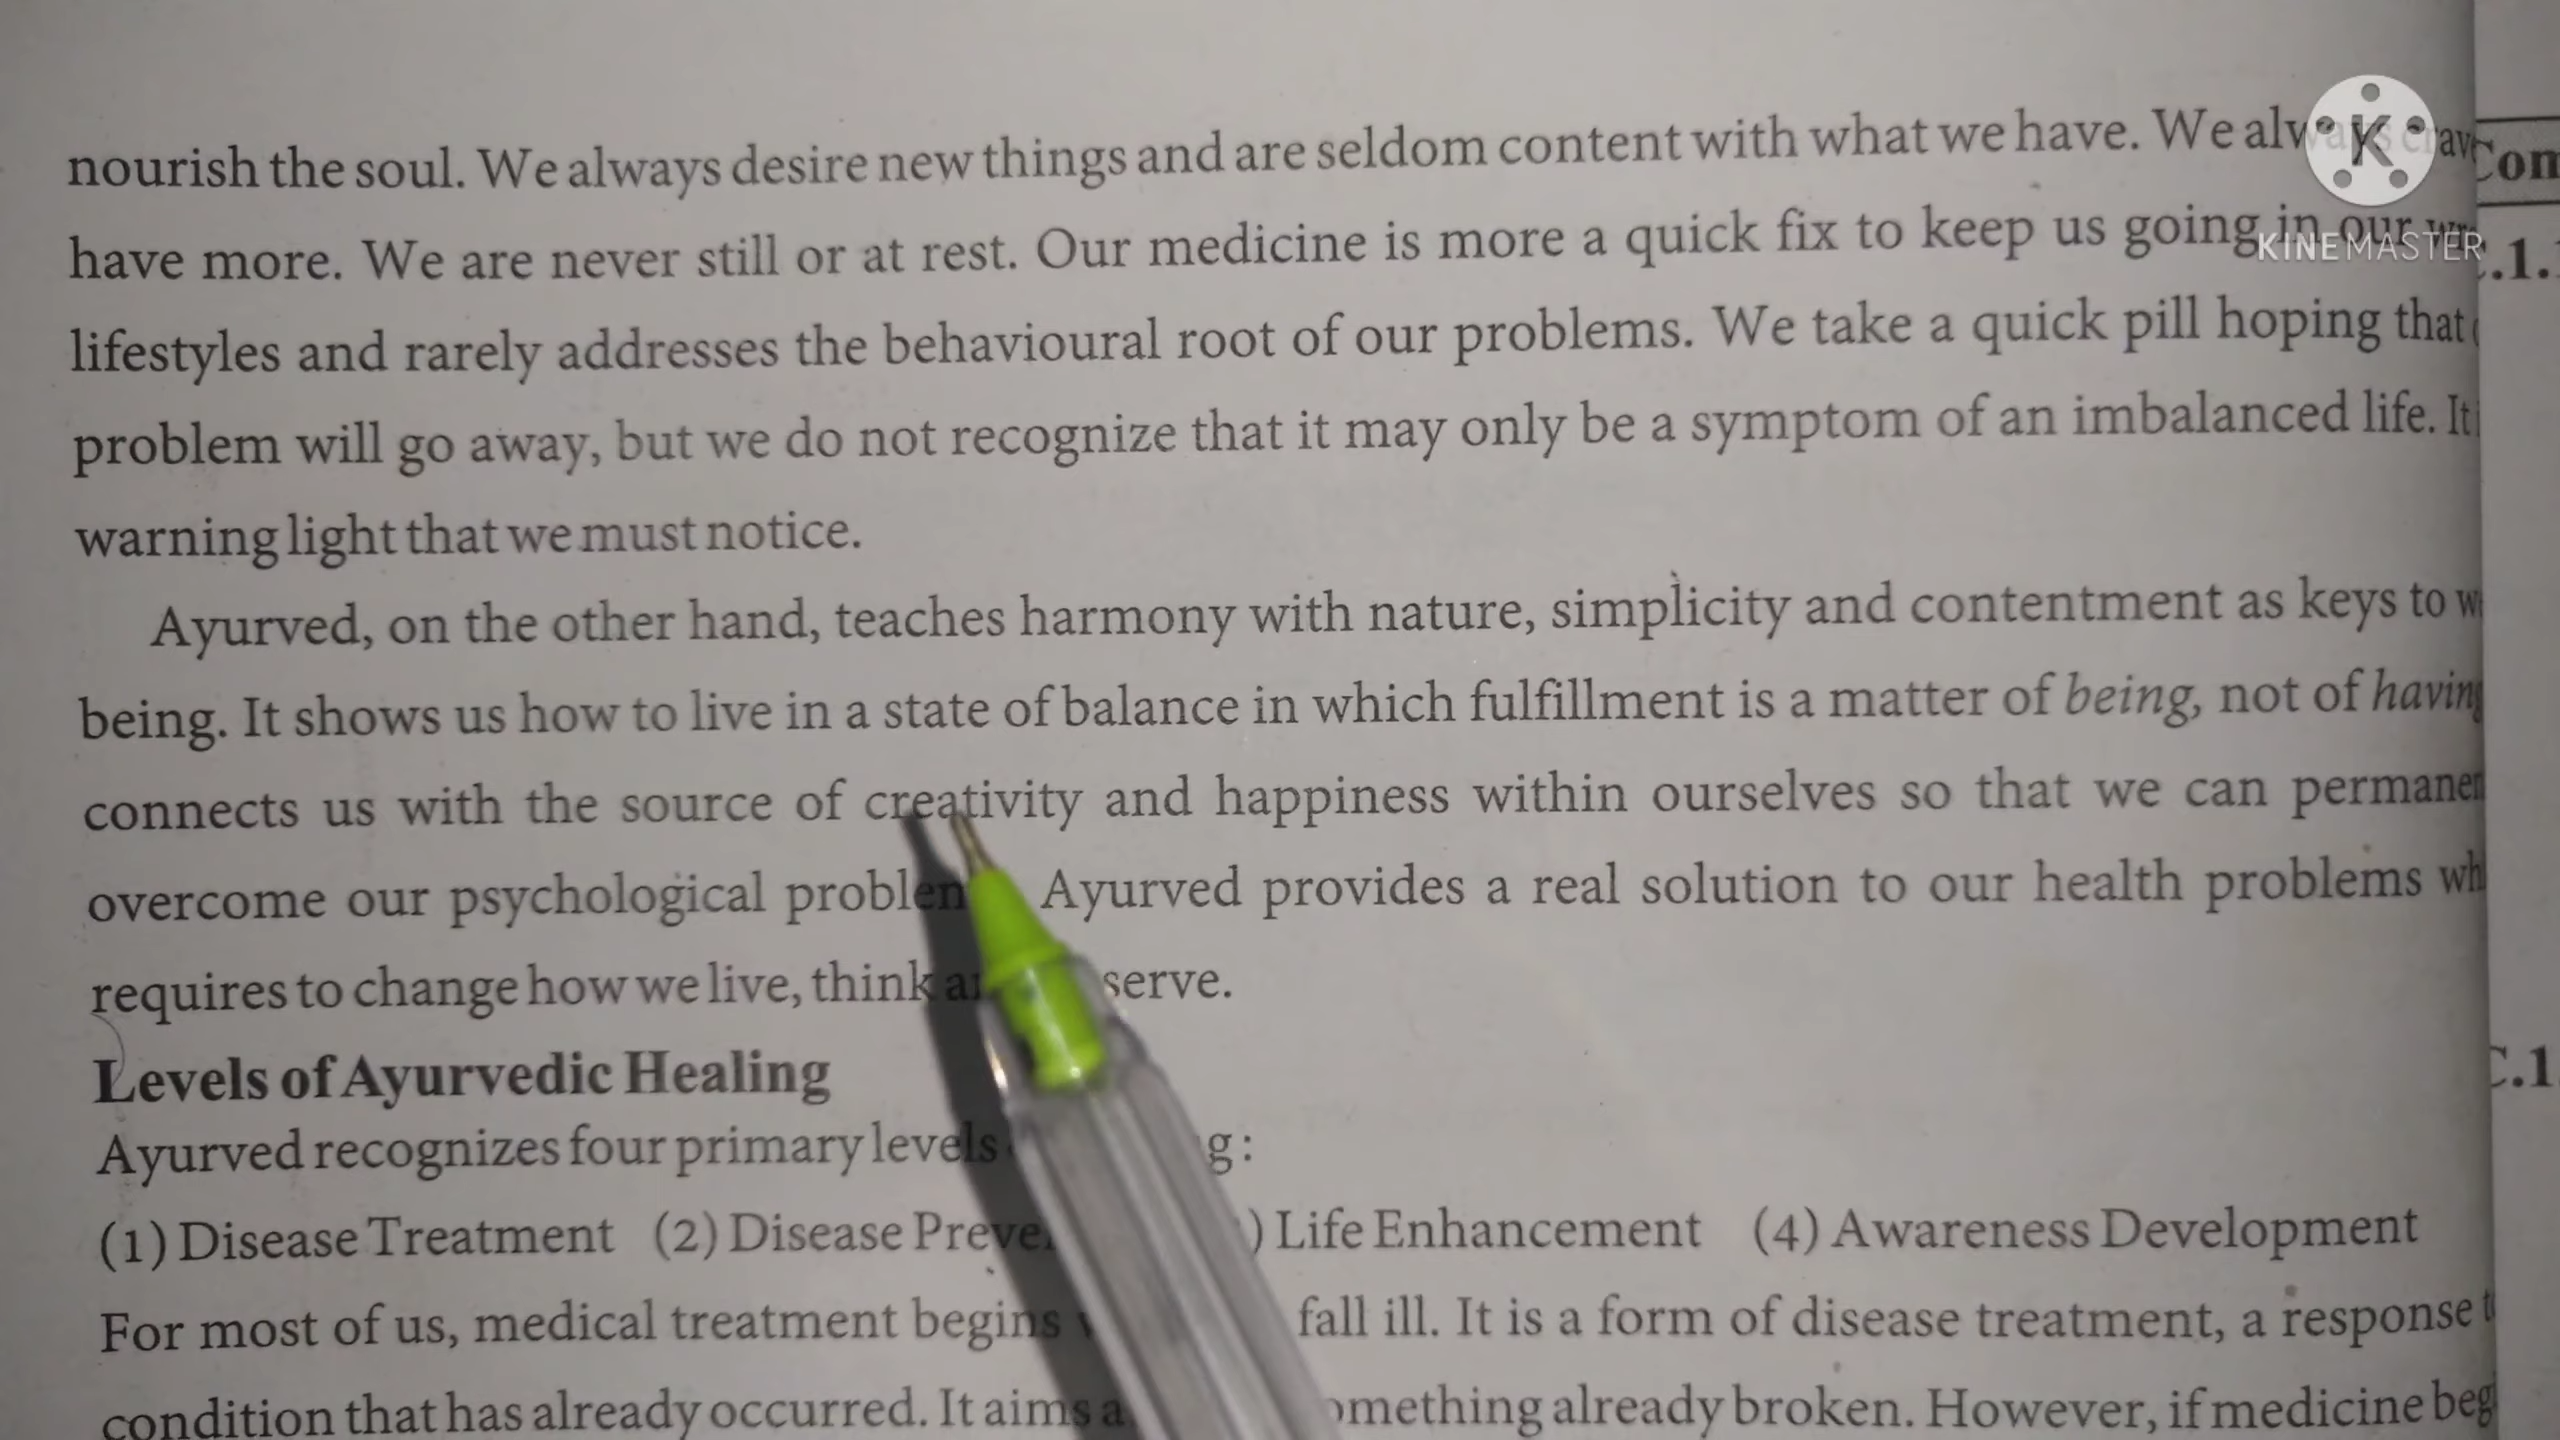 nourish the soul. We always desire new things and are seldom content with what we have. We always
have more. We are never still or at rest. Our medicine is more a quick fix to keep us going in our
lifestyles and rarely addresses the behavioural root of our problems. We take a quick pill hoping that
problem will go away, but we do not recognize that it may only be a symptom of an imbalanced life. It
warning light that we must notice.
Ayurved, on the other hand, teaches harmony with nature, simplicity and contentment as keys to
being. It shows us how to live in a state of balance in which fulfillment is a matter of being, not of
connects us with the source of creativity and happiness within ourselves so that we can
overcome our psychological Ayurved provides a real solution to our health problems
requires to change how we live, think
Levels of Ayurvedic Healing
Ayurved recognizes four primary levels
(1) Disease Treatment (2) Disease Life Enhancement (4) Awareness Development
For most of us, medical treatment begins fall ill. It is a form of disease treatment, a response
condition that has already occurred. It aims already broken. However, if medicine
K
KINEMASTER
C.1